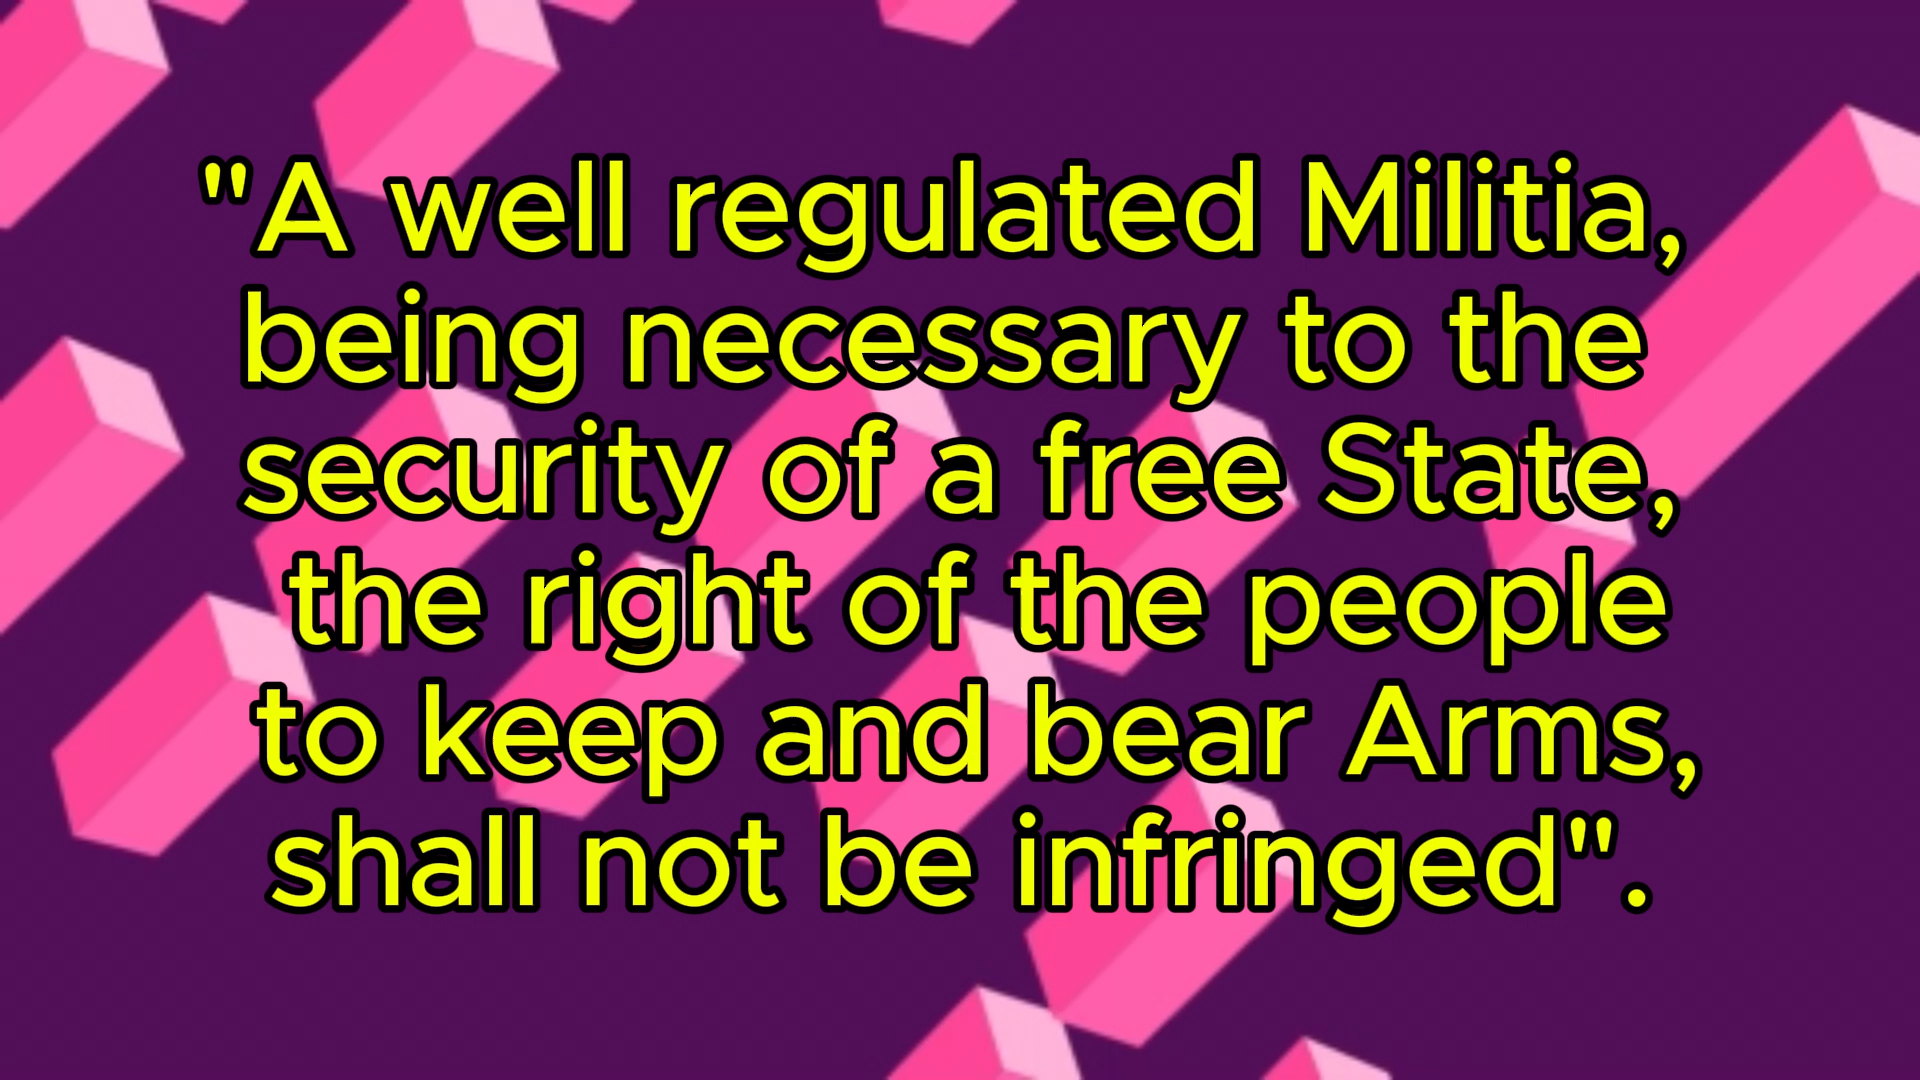 "A well regulated Militia,
being necessary to the
security of a free State,
the right of the people
to keep and bear Arms,
shall not be infringed".